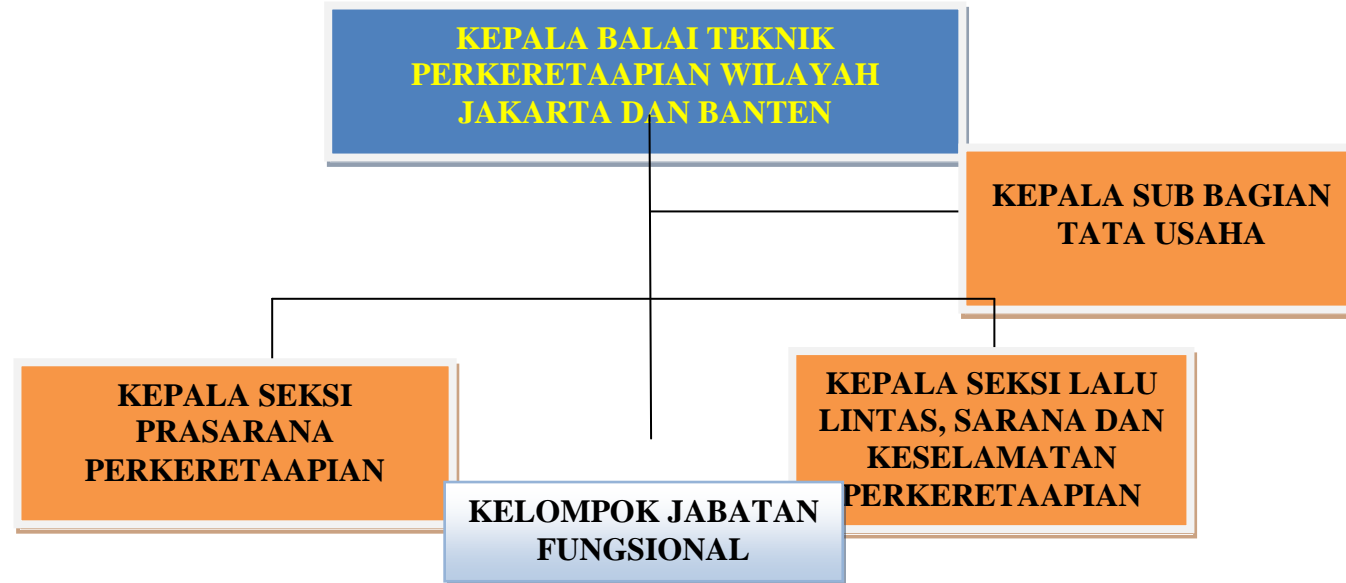 KEPALA BALAI TEKNIK
PERKERETAAPIAN WILAYAH
JAKARTA DAN BANTEN
KEPALA SUB BAGIAN
TATA USAHA
KEPALA SEKSI
PRASARANA
PERKERETAAPIAN
KEPALA SEKSI LALU
LINTAS, SARANA DAN
KESELAMATAN
PERKERETAAPIAN
KELOMPOK JABATAN
FUNGSIONAL